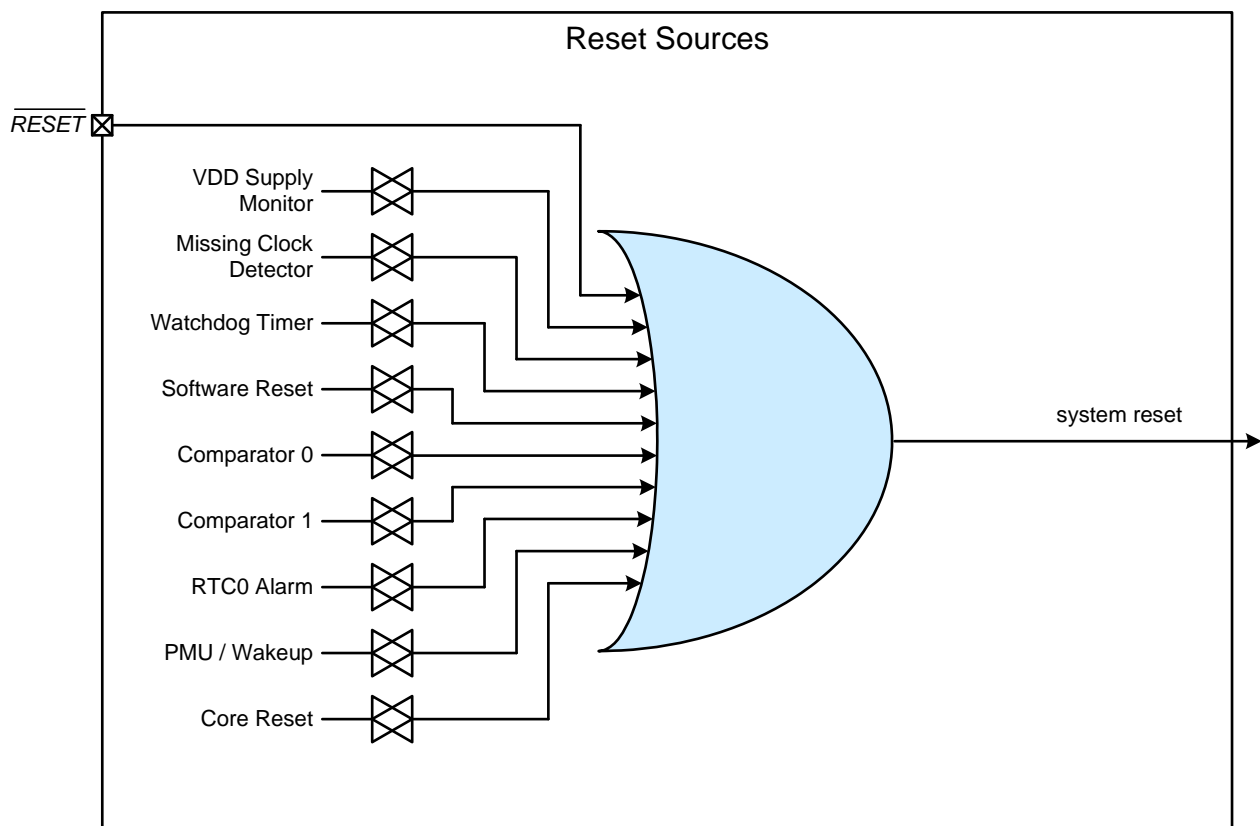 Reset Sources
RESET
VDD Supply
Monitor
Missing Clock
Detector
Watchdog Timer
Software Reset
Comparator 0
Comparator 1
RTC0 Alarm
PMU / Wakeup
Core Reset
system reset